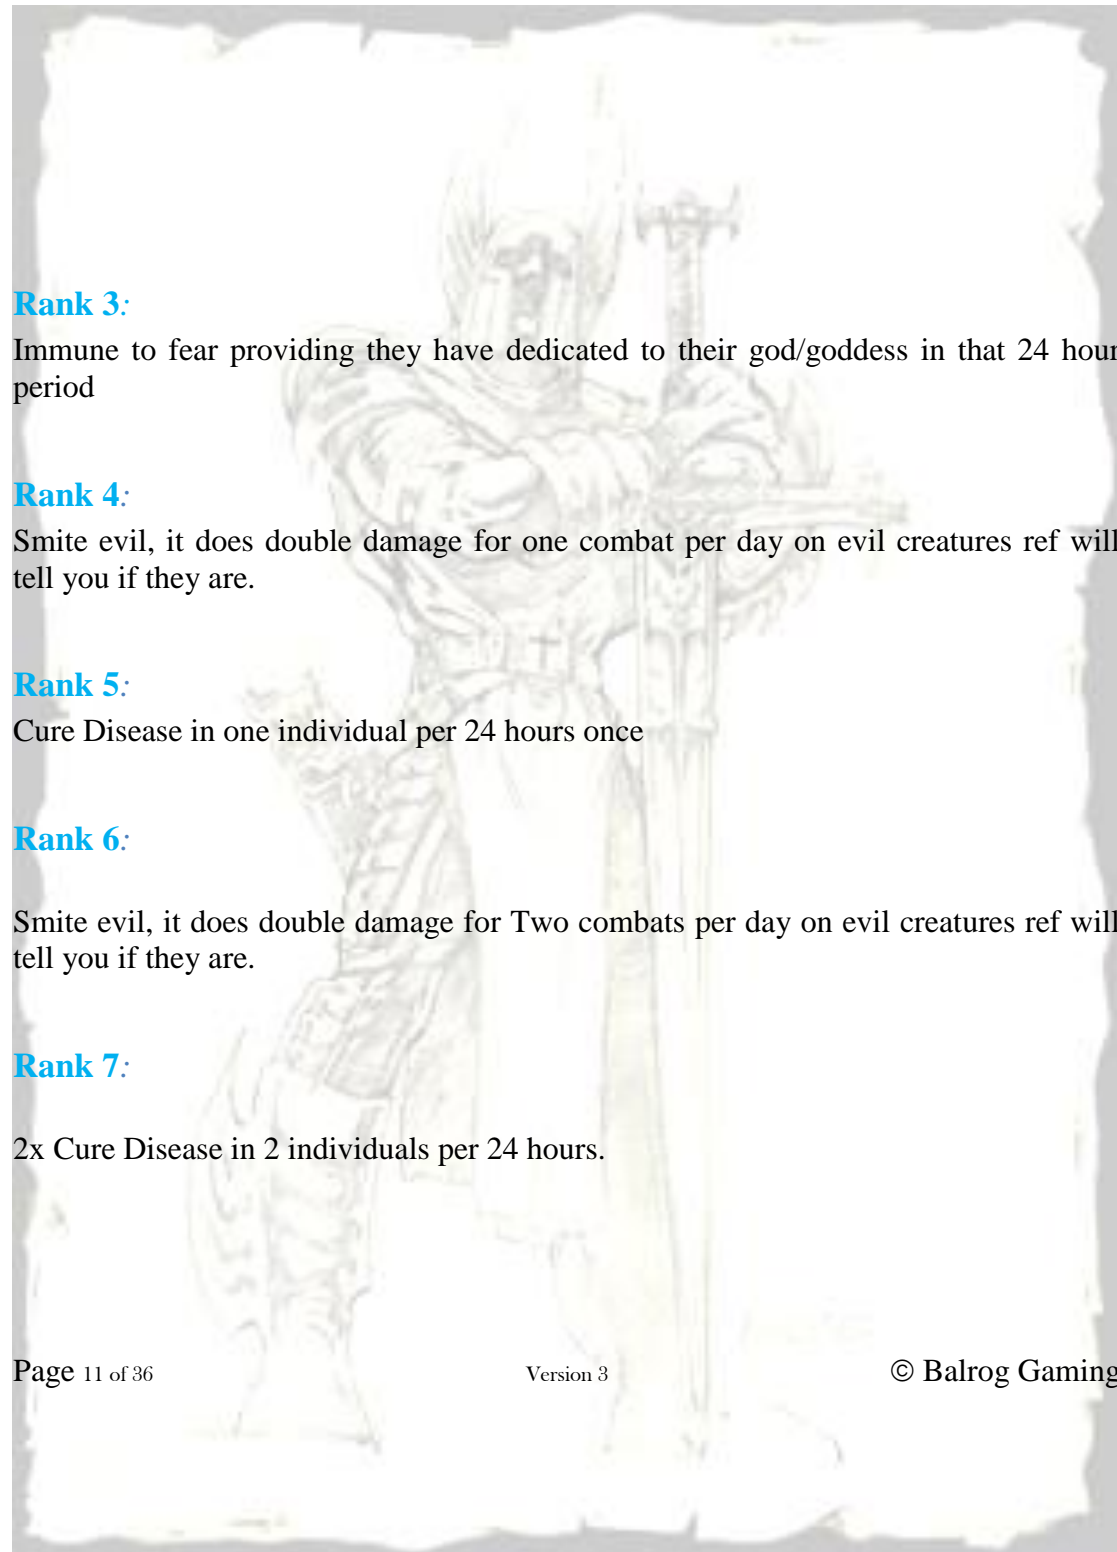 Rank 3:
Immune to fear providing they have dedicated to their god/goddess in that 24 hour
period
Rank 4:
Smite evil, it does double damage for one combat per day on evil creatures ref will
tell you if they are.
Rank 5:
Cure Disease in one individual per 24 hours once
Rank 6:
Smite evil, it does double damage for Two combats per day on evil creatures ref will
tell you if they are.
Rank 7:
2x Cure Disease in 2 individuals per 24 hours.
Page 11 of 36 Version 3 © Balrog Gaming